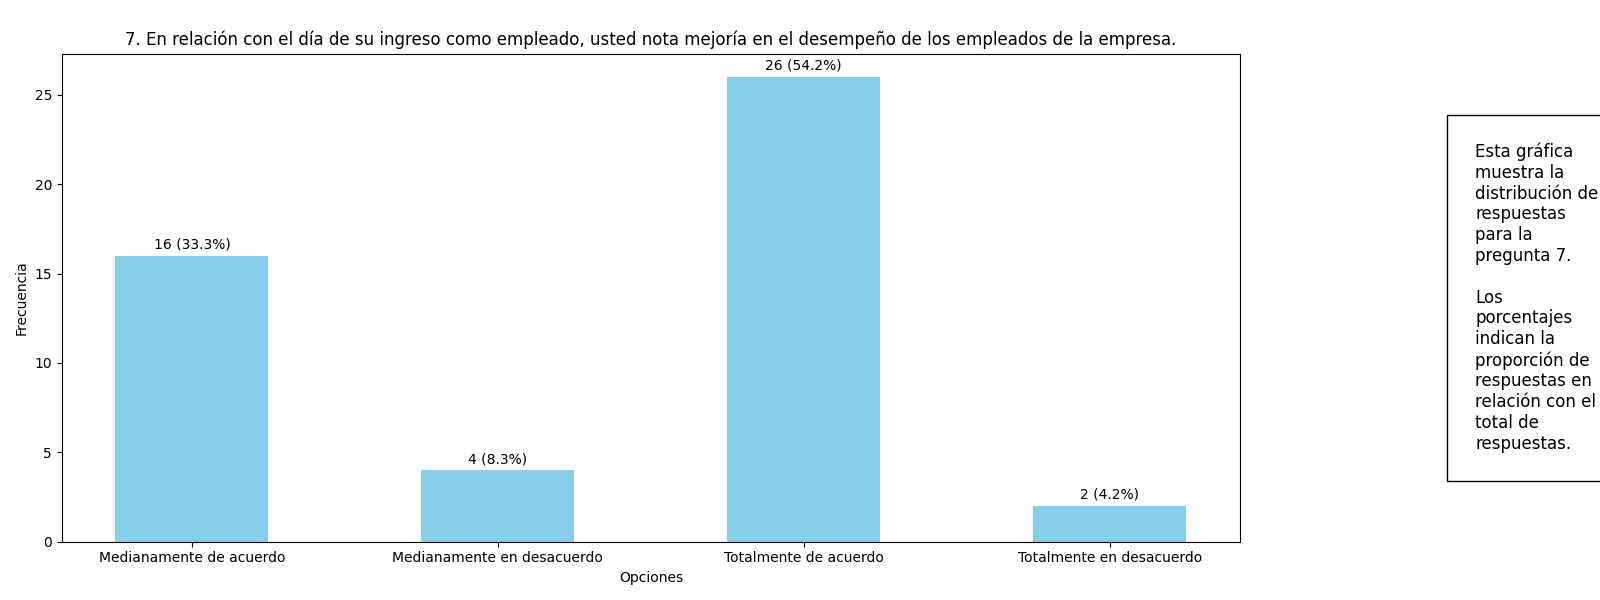 7. En relación con el día de su ingreso como empleado, usted nota mejoría en el desempeño de los empleados de la empresa.
26 (54.2%)
16 (33.3%)
4 (8.3%)
2 (4.2%)
25
20
15
10
5
0
Frecuencia
Medianamente de acuerdo
Medianamente en desacuerdo
Totalmente de acuerdo
Totalmente en desacuerdo
Opciones
Esta gráfica
muestra la
distribución de
respuestas
para la
pregunta 7.
Los
porcentajes
indican la
proporción de
respuestas en
relación con el
total de
respuestas.